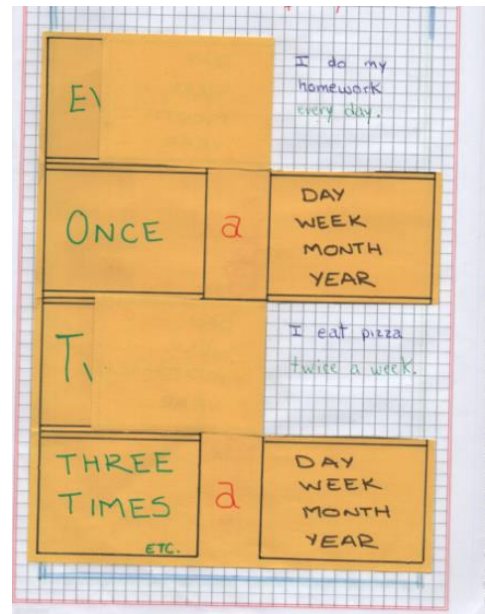 I do my
homework
every day.
ONCE a
DAY
WEEK
MONTH
YEAR
I eat pizza
twice a week.
THREE
TIMES
ETC.
a
DAY
WEEK
MONTH
YEAR